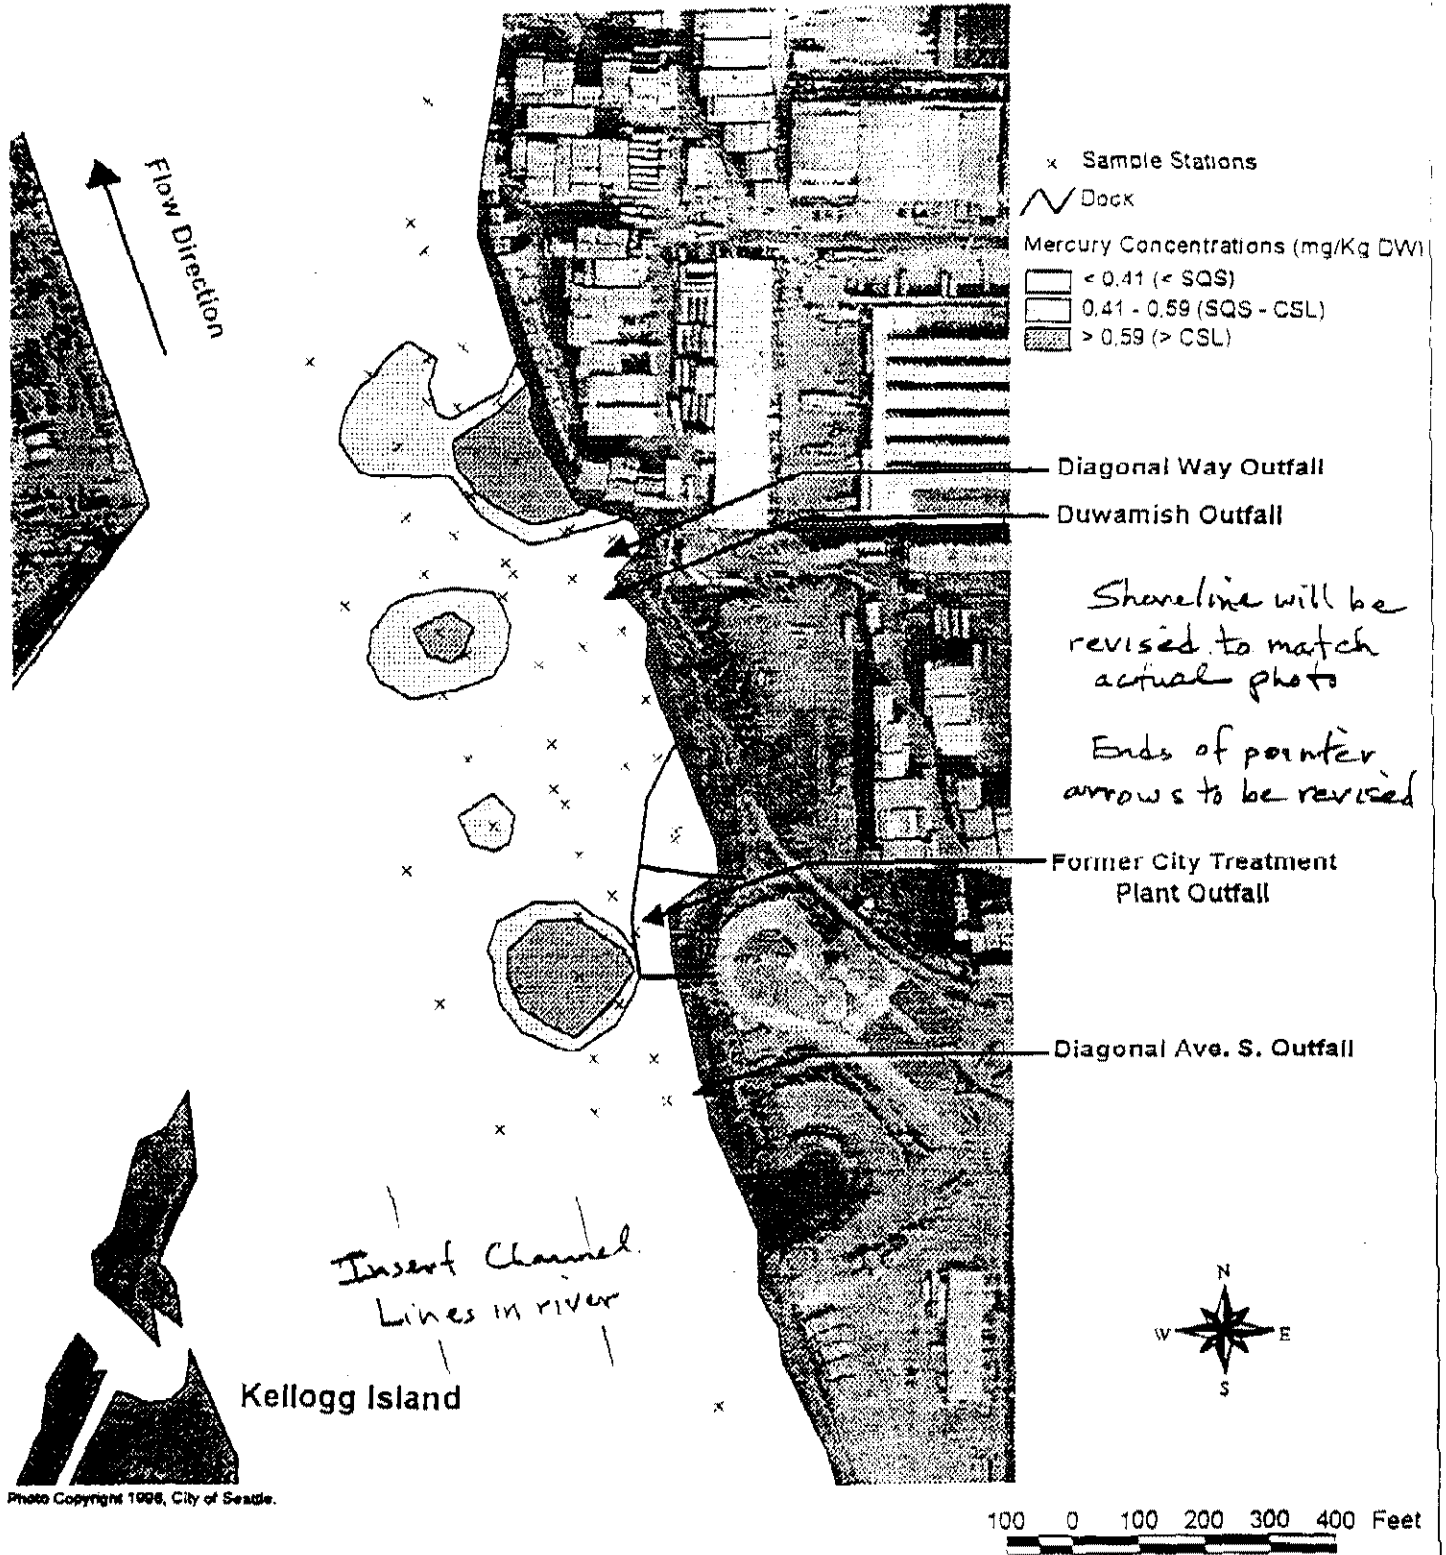 Flow Direction
× Sample Stations
Dock
Mercury Concentrations (mg/Kg DW)
< 0.41 (< SQS)
0.41 - 0.59 (SQS - CSL)
> 0.59 (> CSL)
Diagonal Way Outfall
Duwamish Outfall
Shoreline will be
revised to match
actual photo
Ends of pointer
arrows to be revised
Former City Treatment
Plant Outfall
Diagonal Ave. S. Outfall
Insert Channel
Lines in river
N
W E
S
Kellogg Island
Photo Copyright 1996, City of Seattle.
100 0 100 200 300 400 Feet